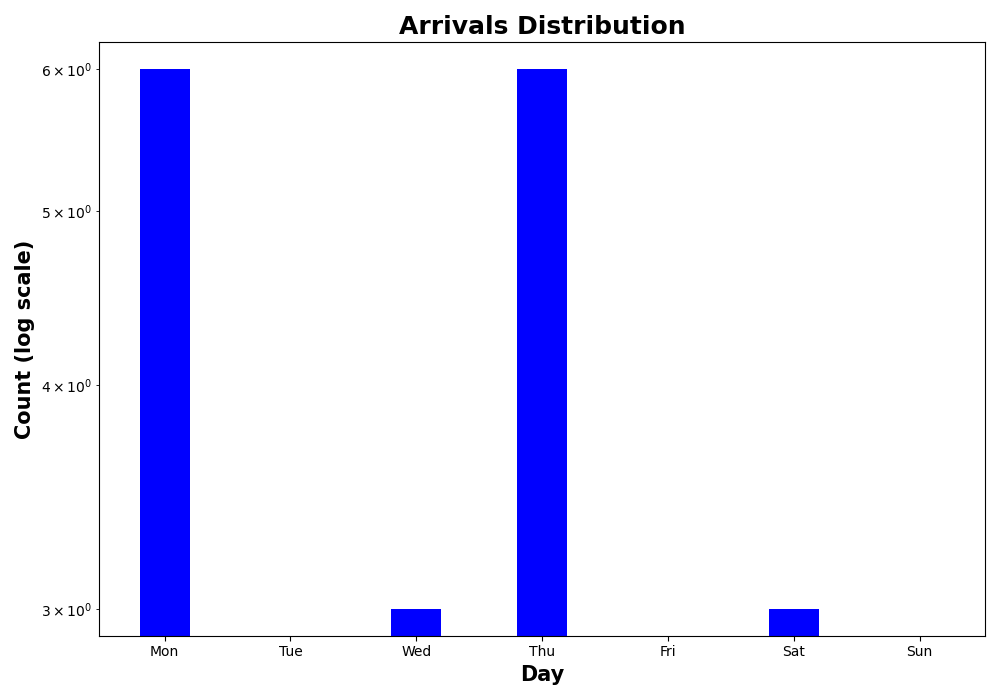 Arrivals Distribution
6 × 10⁰
5 × 10⁰
4 × 10⁰
3 × 10⁰
Count (log scale)
Mon Tue Wed Thu Fri Sat Sun
Day